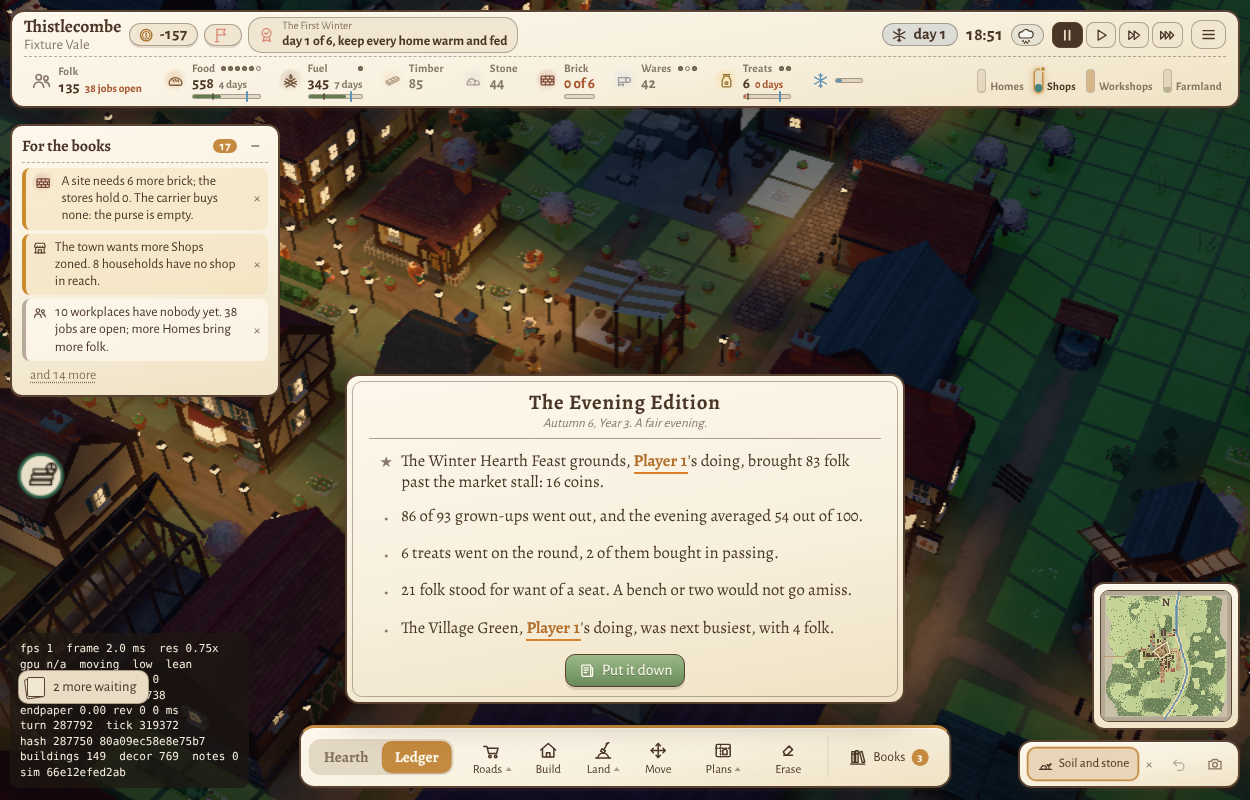 Thistlecombe
Fixture Vale
-157
The First Winter
day 1 of 6, keep every home warm and fed
day 1
18:51
Folk
135 38 jobs open
Food
558 4 days
Fuel
345 7 days
Timber
85
Stone
44
Brick
0 of 6
Wares
42
Treats
6 0 days
Homes
Shops
Workshops
Farmland
For the books
17
A site needs 6 more brick; the
stores hold 0. The carrier buys
none: the purse is empty.
The town wants more Shops
zoned. 8 households have no shop
in reach.
10 workplaces have nobody yet. 38
jobs are open; more Homes bring
more folk.
and 14 more
The Evening Edition
Autumn 6, Year 3. A fair evening.
The Winter Hearth Feast grounds, Player 1's doing, brought 83 folk
past the market stall: 16 coins.
86 of 93 grown-ups went out, and the evening averaged 54 out of 100.
6 treats went on the round, 2 of them bought in passing.
21 folk stood for want of a seat. A bench or two would not go amiss.
The Village Green, Player 1's doing, was next busiest, with 4 folk.
Put it down
fps 1 frame 2.0 ms res 0.75x
gpu n/a moving low lean
0
2 more waiting
738
endpaper 0.00 rev 0 0 ms
turn 287792 tick 319372
hash 287750 80a09ec58e8e75b7
buildings 149 decor 769 notes 0
sim 66e12efed2ab
N
Hearth
Ledger
Roads
Build
Land
Move
Plans
Erase
Books
3
Soil and stone